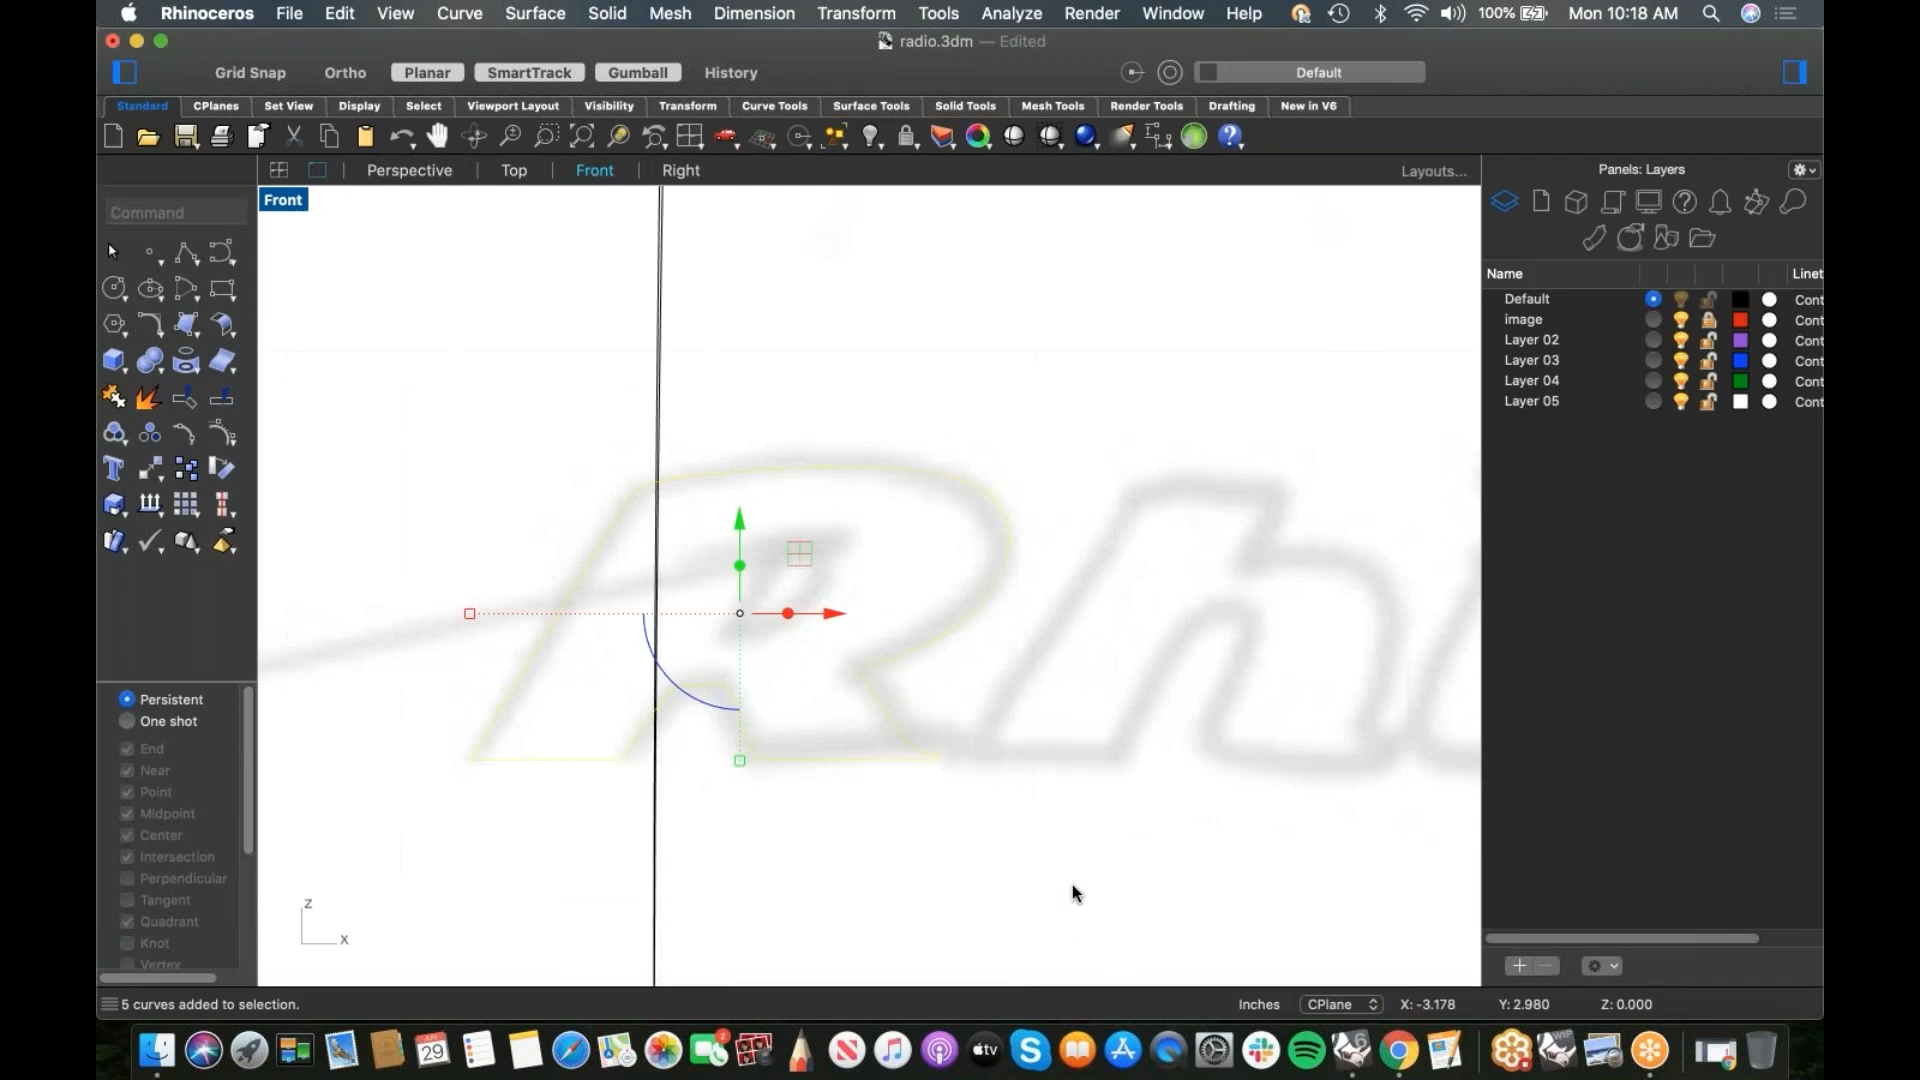 Rhinoceros File Edit View Curve Surface Solid Mesh Dimension Transform Tools Analyze Render Window Help 100% Mon 10:18 AM
radio.3dm — Edited
Grid Snap Ortho Planar SmartTrack Gumball History Default
Standard CPlanes Set View Display Select Viewport Layout Visibility Transform Curve Tools Surface Tools Solid Tools Mesh Tools Render Tools Drafting New in V6
Perspective Top Front Right Layouts... Panels: Layers
Front
Command
Name Linet
Default Cont
image Cont
Layer 02 Cont
Layer 03 Cont
Layer 04 Cont
Layer 05 Cont
Rhi
Persistent
One shot
End
Near
Point
Midpoint
Center
Intersection
Perpendicular
Tangent
Quadrant
Knot
Vertex
z
x
5 curves added to selection. Inches CPlane X: -3.178 Y: 2.980 Z: 0.000
29 tv